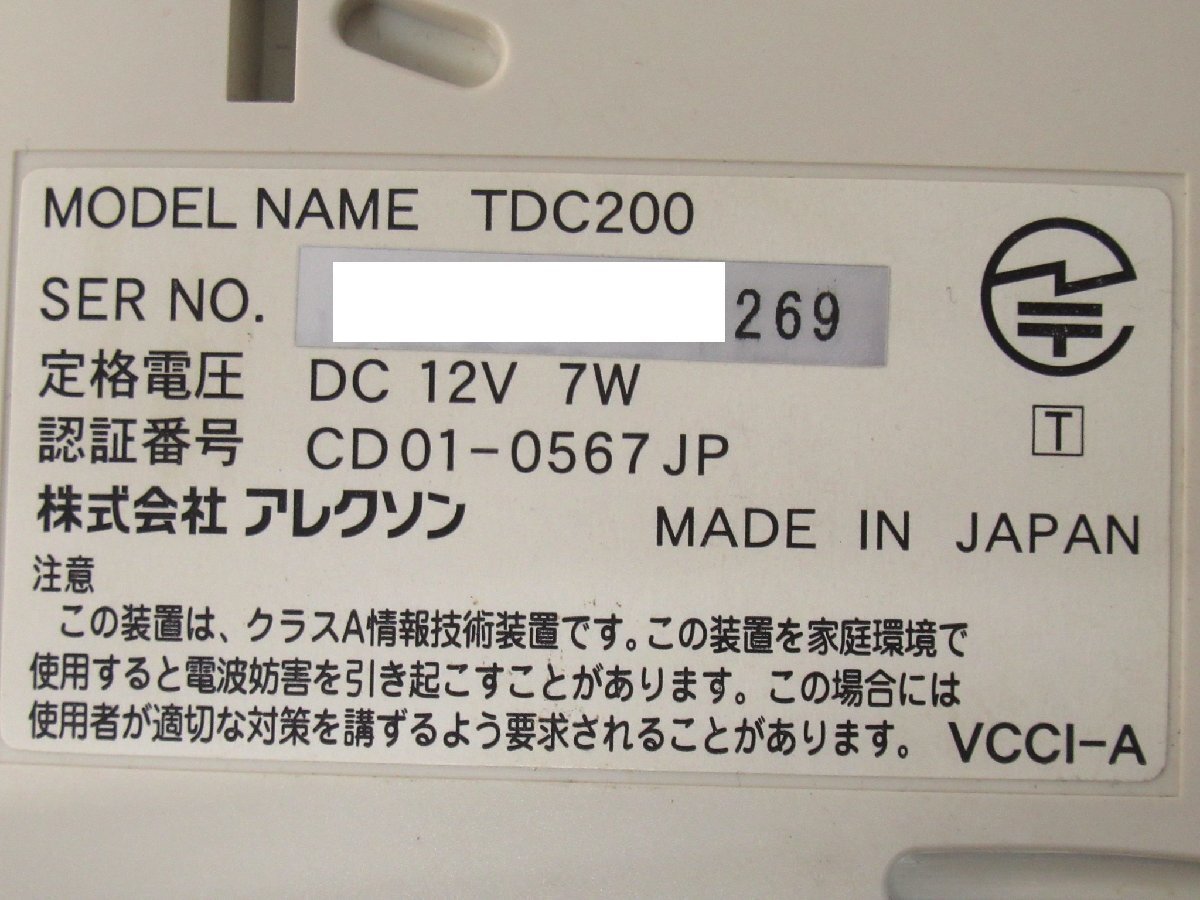 MODEL NAME TDC200
SER NO. 269
定格電圧 DC 12V 7W
認証番号 CD01-0567JP
T
株式会社 アレクソン MADE IN JAPAN
注意
この装置は、クラスA情報技術装置です。この装置を家庭環境で
使用すると電波妨害を引き起こすことがあります。この場合には
使用者が適切な対策を講ずるよう要求されることがあります。 VCCI-A